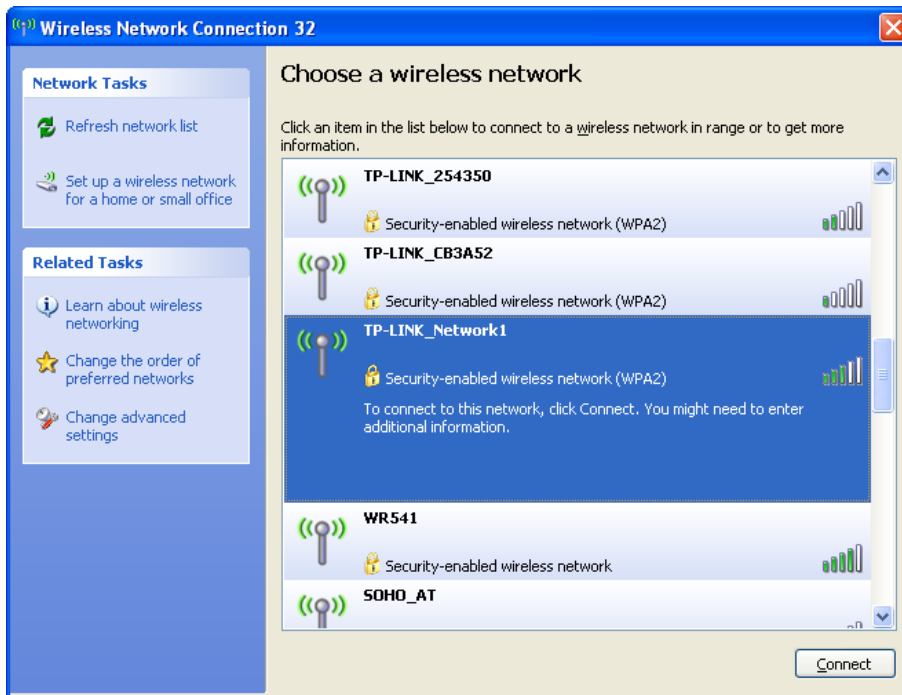 Wireless Network Connection 32
Network Tasks
Refresh network list
Set up a wireless network
for a home or small office
Related Tasks
Learn about wireless
networking
Change the order of
preferred networks
Change advanced
settings
Choose a wireless network
Click an item in the list below to connect to a wireless network in range or to get more
information.
TP-LINK_254350
Security-enabled wireless network (WPA2)
TP-LINK_CB3A52
Security-enabled wireless network (WPA2)
TP-LINK_Network1
Security-enabled wireless network (WPA2)
To connect to this network, click Connect. You might need to enter
additional information.
WR541
Security-enabled wireless network
SOHO_AT
Connect